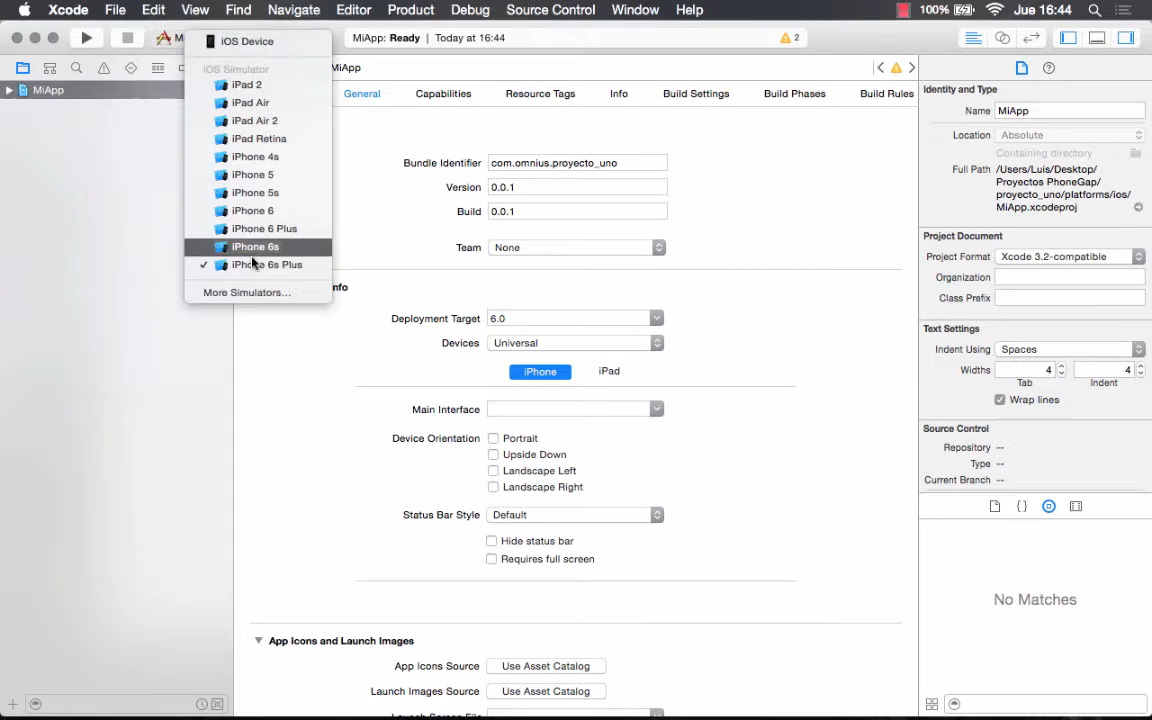 Xcode File Edit View Find Navigate Editor Product Debug Source Control Window Help 100% Jue 16:44
MiApp: Ready | Today at 16:44 2
iOS Device
iOS Simulator
iPad 2
iPad Air
iPad Air 2
iPad Retina
iPhone 4s
iPhone 5
iPhone 5s
iPhone 6
iPhone 6 Plus
iPhone 6s
iPhone 6s Plus
More Simulators...
MiApp
MiApp
General Capabilities Resource Tags Info Build Settings Build Phases Build Rules
Bundle Identifier com.omnius.proyecto_uno
Version 0.0.1
Build 0.0.1
Team None
Deployment Target 6.0
Devices Universal
iPhone iPad
Main Interface
Device Orientation Portrait
Upside Down
Landscape Left
Landscape Right
Status Bar Style Default
Hide status bar
Requires full screen
App Icons and Launch Images
App Icons Source Use Asset Catalog
Launch Images Source Use Asset Catalog
Launch Screen File
Identity and Type
Name MiApp
Location Absolute
Containing directory
Full Path /Users/Luis/Desktop/
Proyectos PhoneGap/
proyecto_uno/platforms/ios/
MiApp.xcodeproj
Project Document
Project Format Xcode 3.2-compatible
Organization
Class Prefix
Text Settings
Indent Using Spaces
Widths 4 4
Tab Indent
Wrap lines
Source Control
Repository --
Type --
Current Branch --
No Matches